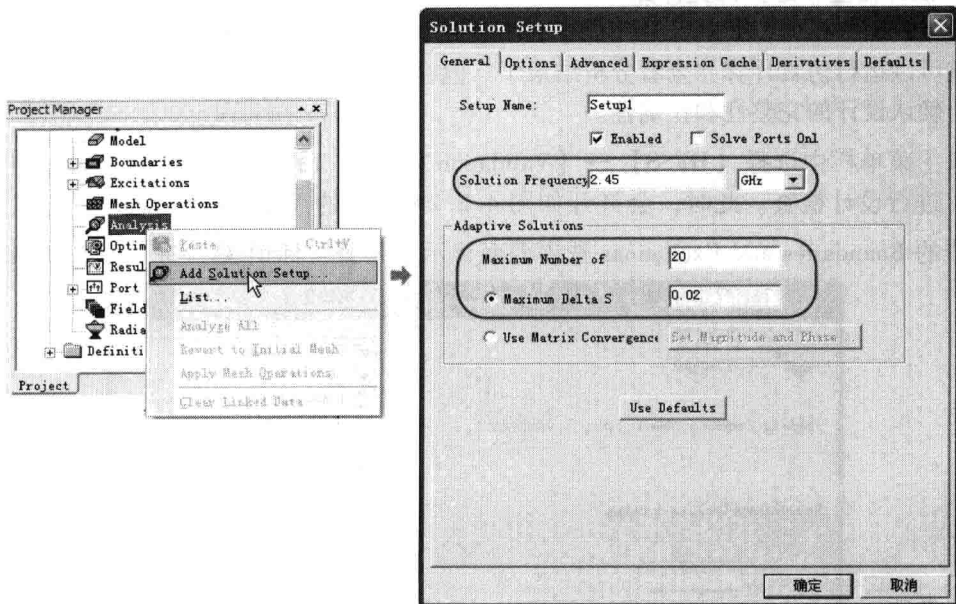 Project Manager
Model
Boundaries
Excitations
Mesh Operations
Analysis
Optim
Resul
Port
Field
Radia
Definiti
Project
Paste Ctrl+V
Add Solution Setup...
List...
Analyze All
Revert to Initial Mesh
Apply Mesh Operations
Clear Linked Data
Solution Setup
General Options Advanced Expression Cache Derivatives Defaults
Setup Name: Setup1
Enabled Solve Ports Onl
Solution Frequency 2.45 GHz
Adaptive Solutions
Maximum Number of 20
Maximum Delta S 0.02
Use Matrix Convergence Set Magnitude and Phase...
Use Defaults
确定 取消